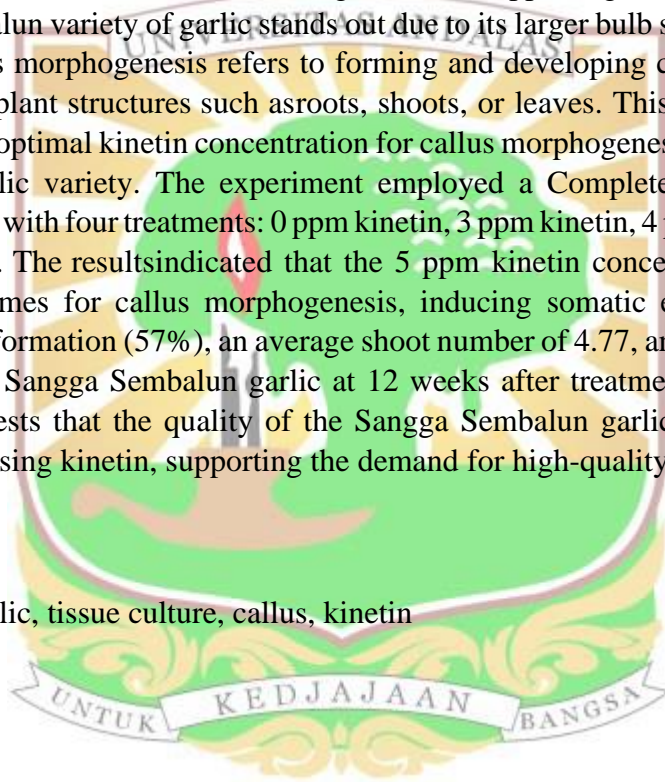 alun variety of garlic stands out due to its larger bulb s
UNIVERSITAS ANDALAS
s morphogenesis refers to forming and developing c
plant structures such asroots, shoots, or leaves. This
optimal kinetin concentration for callus morphogenes
lic variety. The experiment employed a Complete
with four treatments: 0 ppm kinetin, 3 ppm kinetin, 4
. The resultsindicated that the 5 ppm kinetin conce
mes for callus morphogenesis, inducing somatic e
formation (57%), an average shoot number of 4.77, an
Sangga Sembalun garlic at 12 weeks after treatme
ests that the quality of the Sangga Sembalun garlic
sing kinetin, supporting the demand for high-quality
lic, tissue culture, callus, kinetin
UNTUK KEDJAJAAN BANGSA